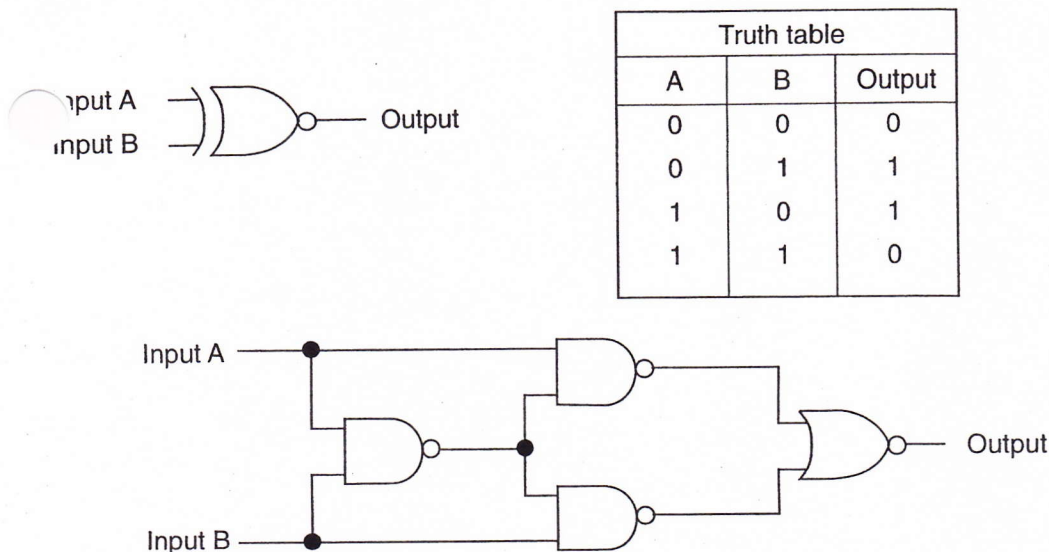 Input A
Input B
Output
Truth table
A B Output
0 0 0
0 1 1
1 0 1
1 1 0
Input A
Input B
Output